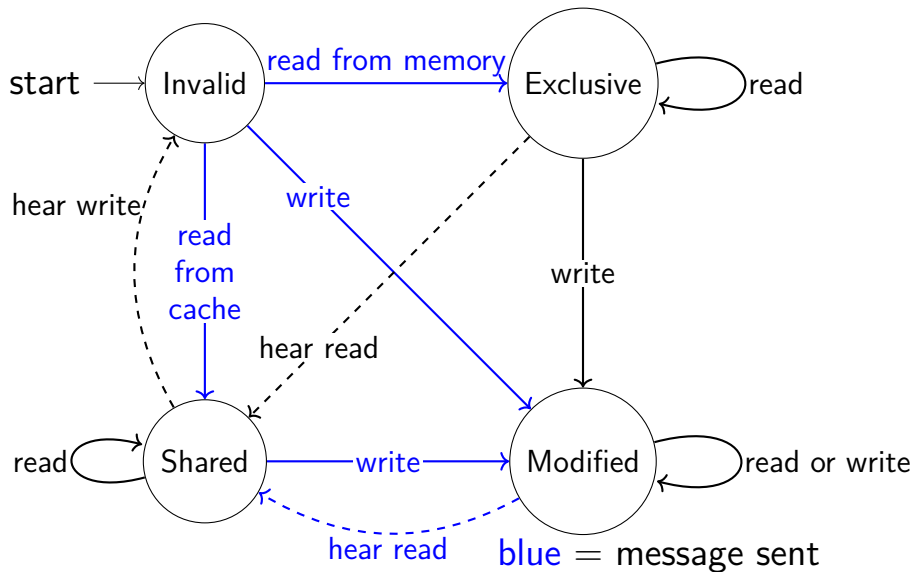 read from memory
start
Invalid
Exclusive
read
write
hear write
read
from
cache
write
hear read
read
Shared
write
Modified
read or write
hear read
blue = message sent